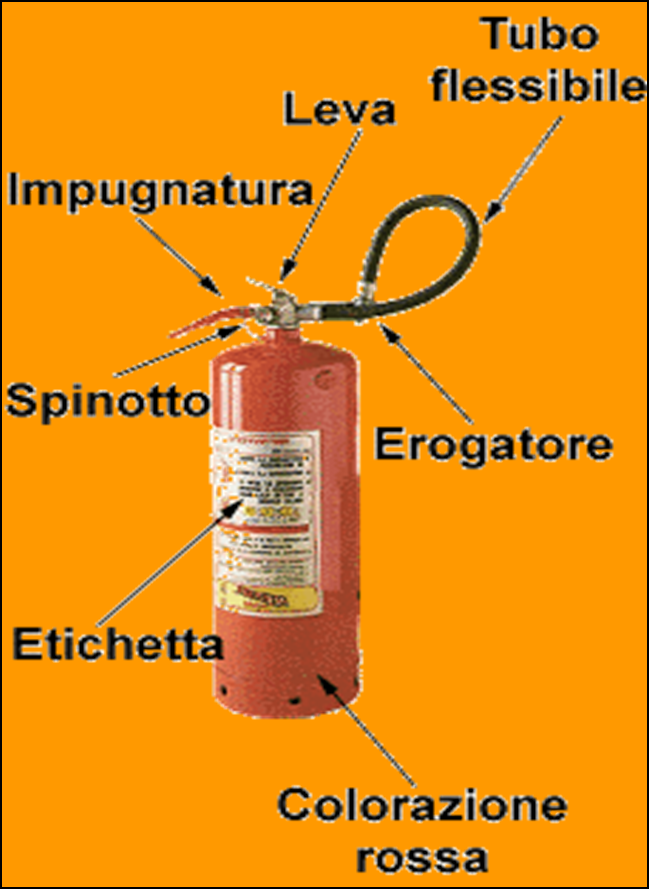 Tubo
flessibile
Leva
Impugnatura
Spinotto
Erogatore
Etichetta
Colorazione
rossa